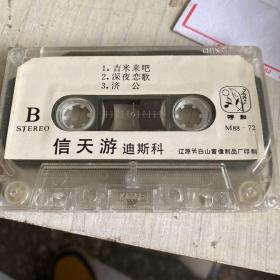 1. 吉米来吧
2. 深夜恋歌
3. 济 公
B
STEREO
M88-72
信天游 迪斯科
辽源长白山音像制品厂印制